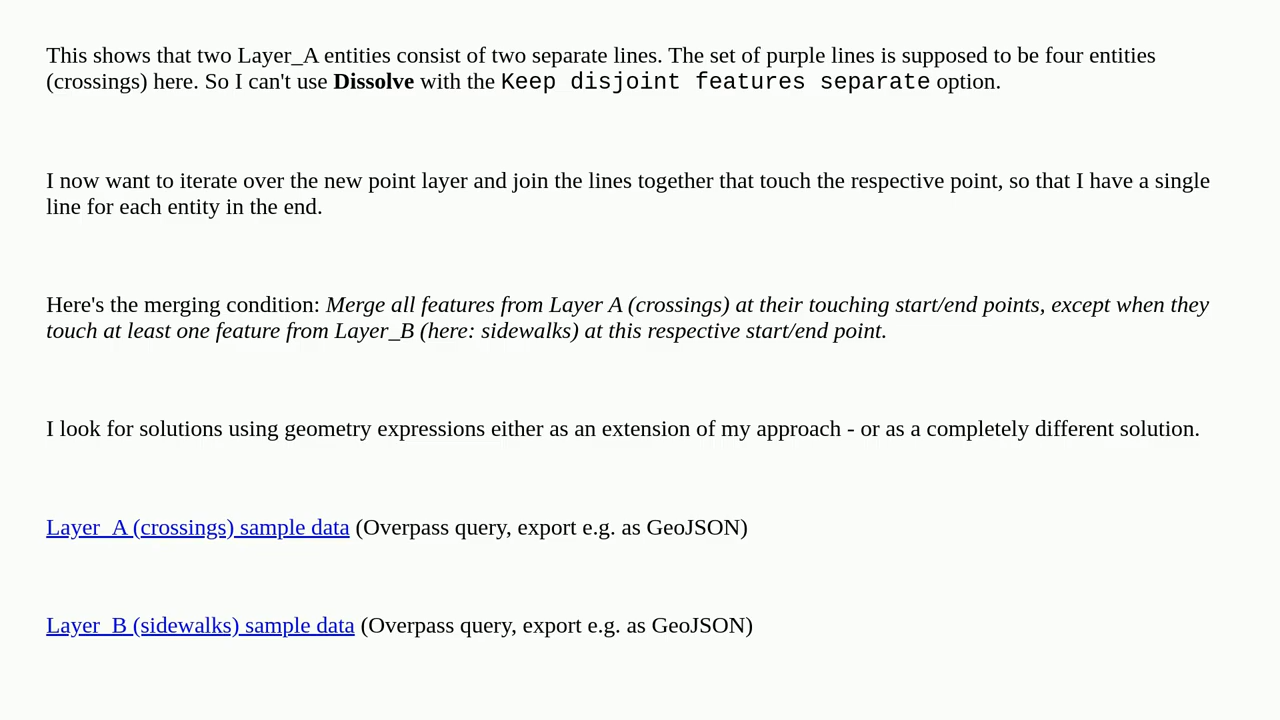 This shows that two Layer_A entities consist of two separate lines. The set of purple lines is supposed to be four entities
(crossings) here. So I can't use Dissolve with the Keep disjoint features separate option.
I now want to iterate over the new point layer and join the lines together that touch the respective point, so that I have a single
line for each entity in the end.
Here's the merging condition: Merge all features from Layer A (crossings) at their touching start/end points, except when they
touch at least one feature from Layer_B (here: sidewalks) at this respective start/end point.
I look for solutions using geometry expressions either as an extension of my approach - or as a completely different solution.
Layer_A (crossings) sample data (Overpass query, export e.g. as GeoJSON)
Layer_B (sidewalks) sample data (Overpass query, export e.g. as GeoJSON)